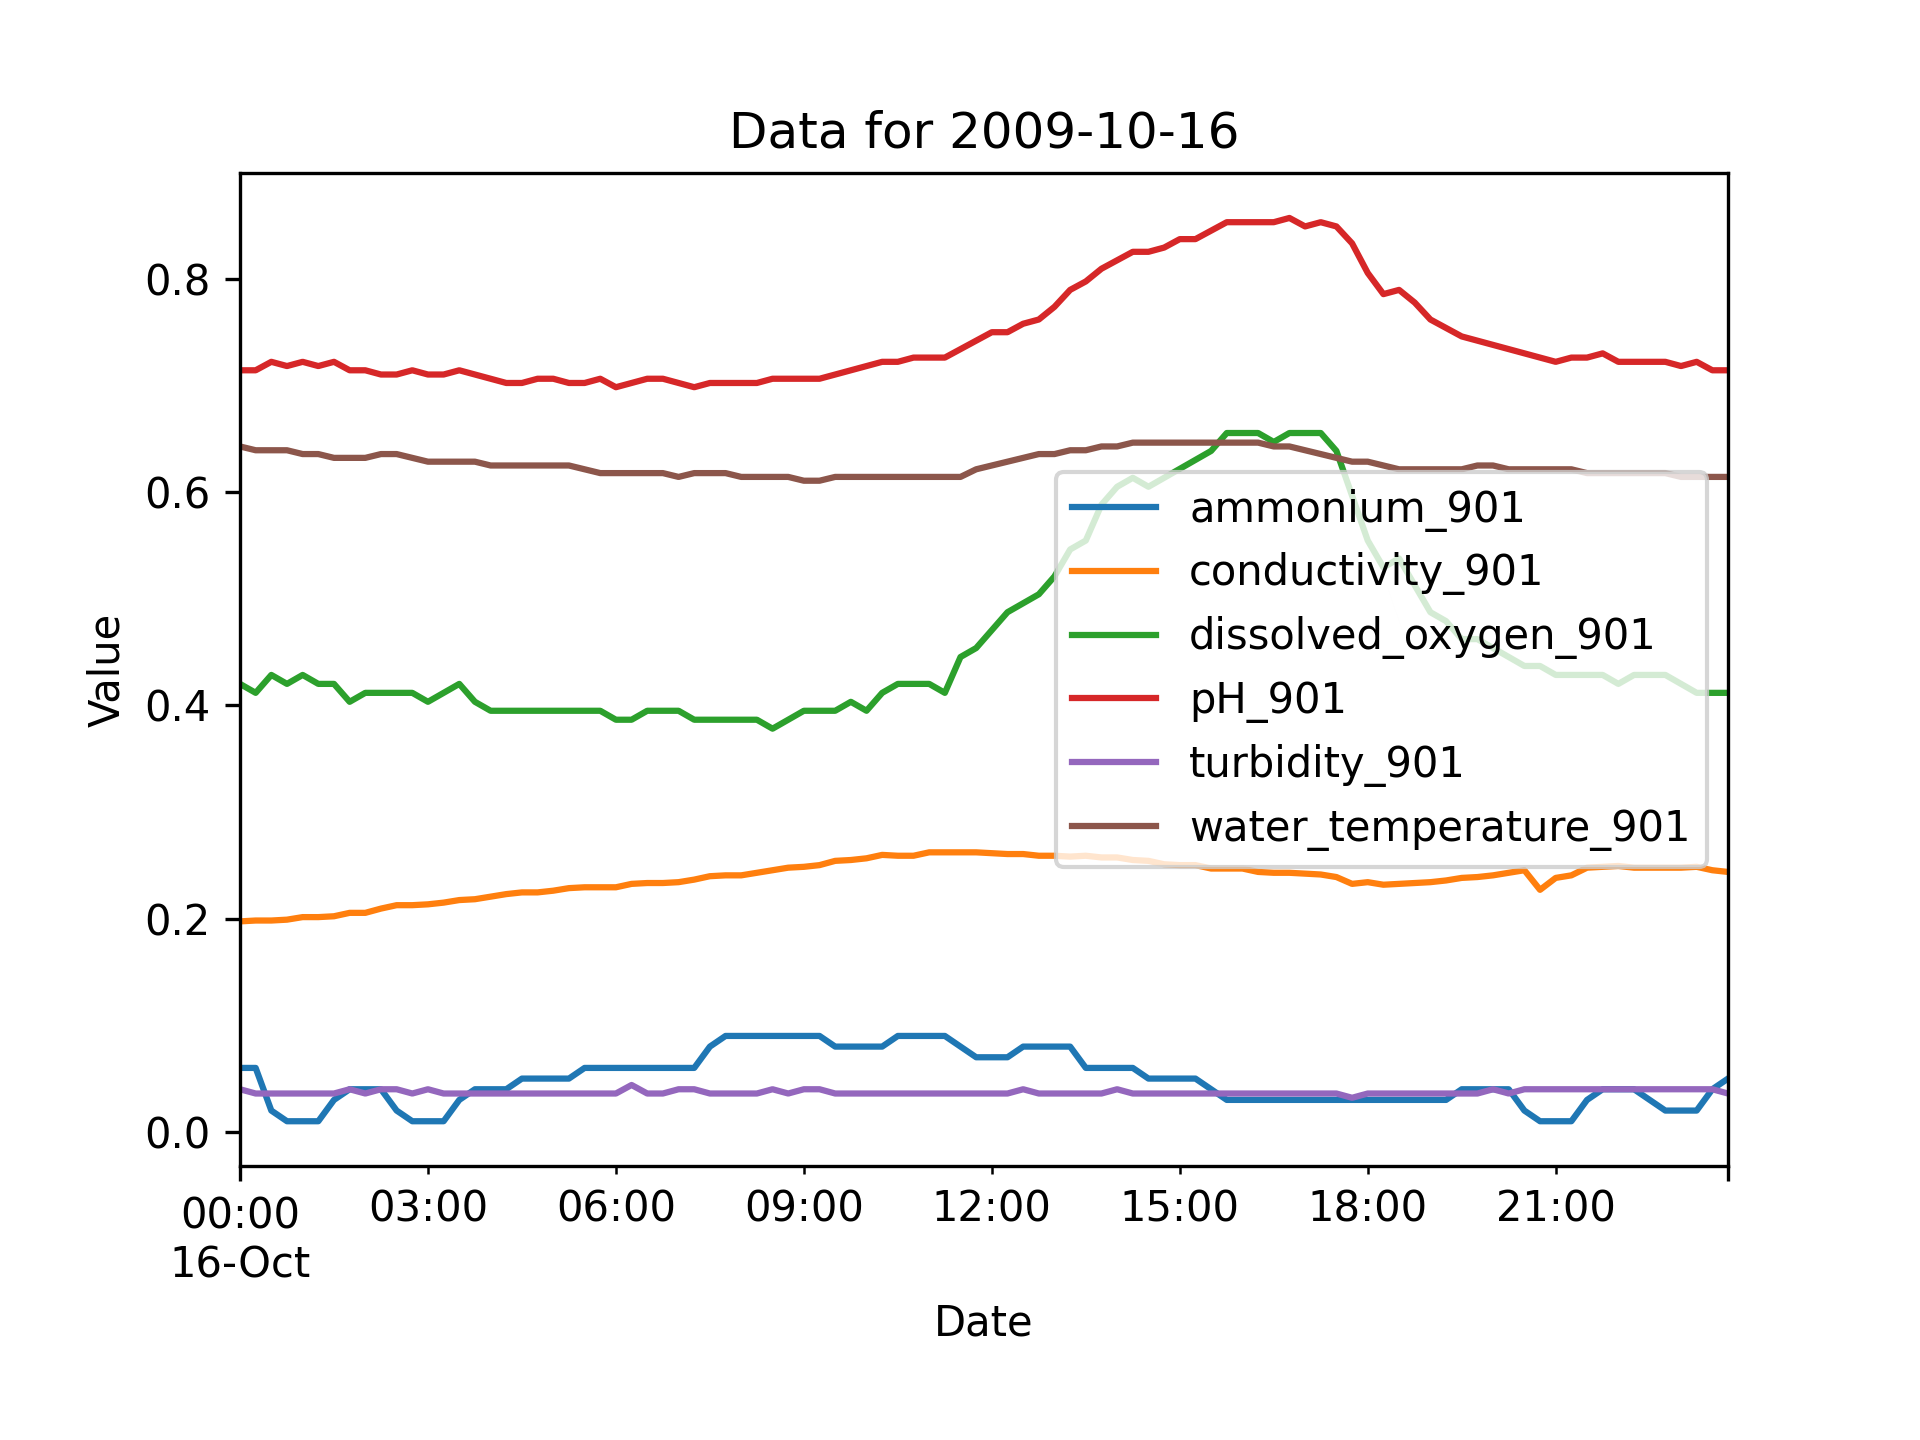 Data for 2009-10-16
Value
0.8
0.6
0.4
0.2
0.0
ammonium_901
conductivity_901
dissolved_oxygen_901
pH_901
turbidity_901
water_temperature_901
00:00 03:00 06:00 09:00 12:00 15:00 18:00 21:00
16-Oct
Date